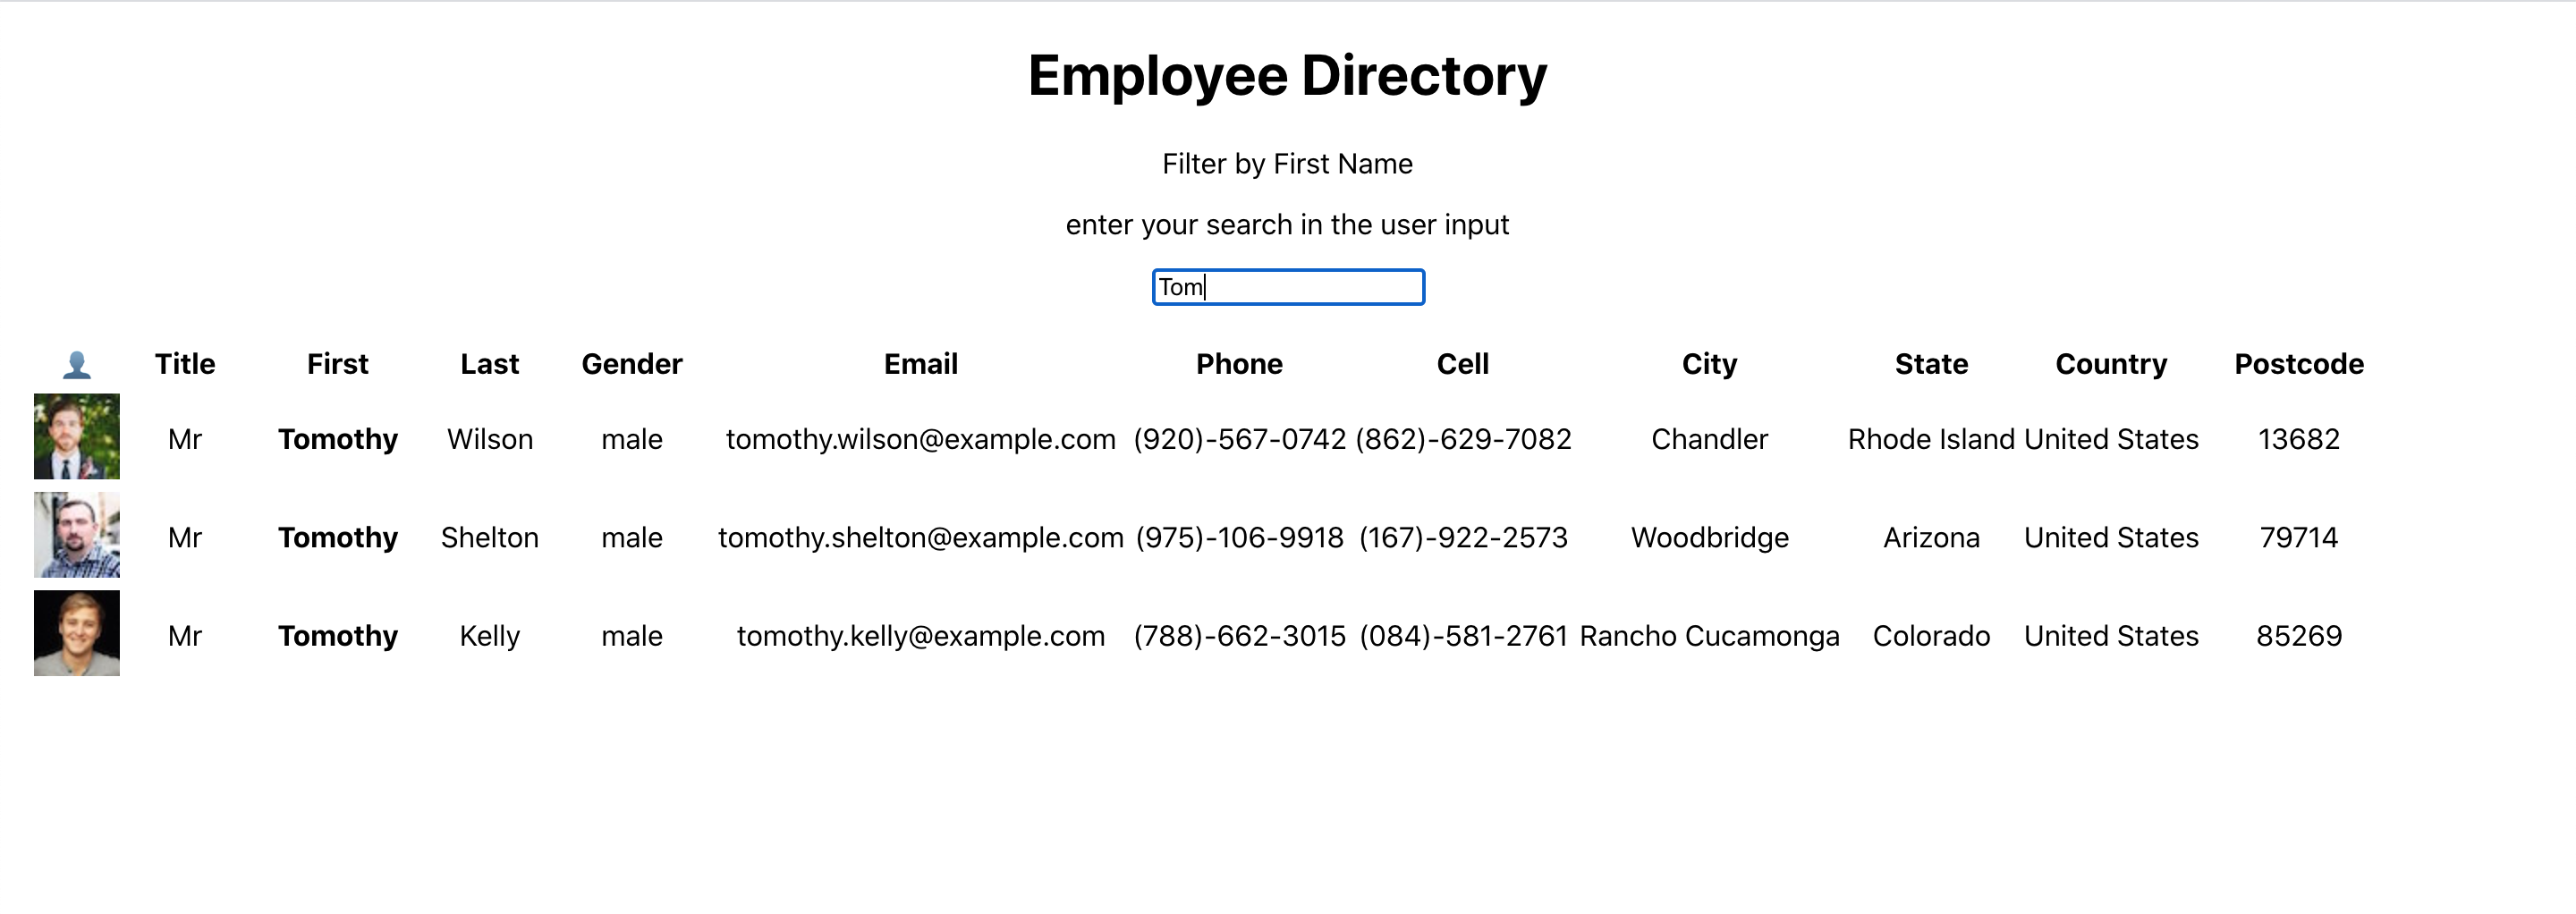 Employee Directory
Filter by First Name
enter your search in the user input
Tom
Title First Last Gender Email Phone Cell City State Country Postcode
Mr Tomothy Wilson male tomothy.wilson@example.com (920)-567-0742 (862)-629-7082 Chandler Rhode Island United States 13682
Mr Tomothy Shelton male tomothy.shelton@example.com (975)-106-9918 (167)-922-2573 Woodbridge Arizona United States 79714
Mr Tomothy Kelly male tomothy.kelly@example.com (788)-662-3015 (084)-581-2761 Rancho Cucamonga Colorado United States 85269